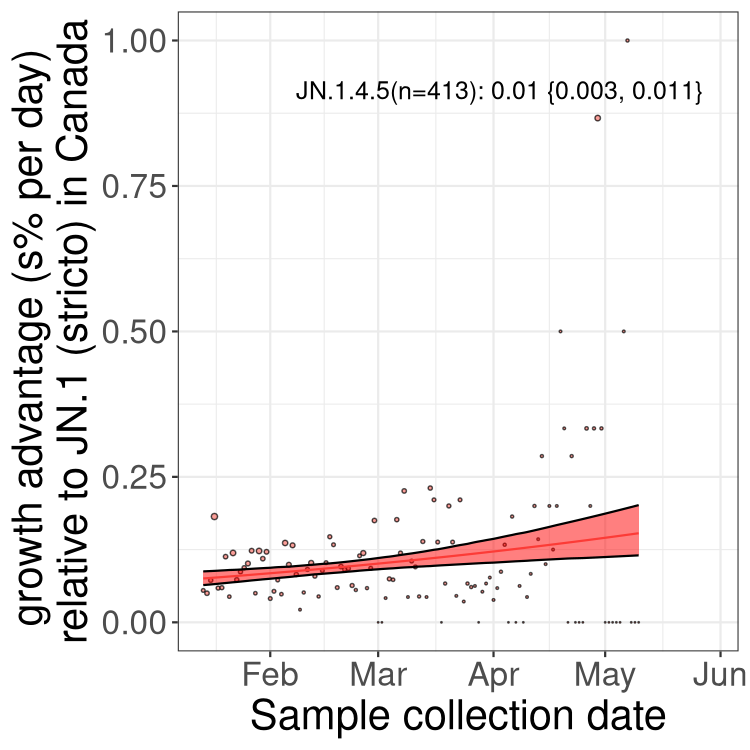 growth advantage (s% per day)
relative to JN.1 (stricto) in Canada
1.00
0.75
0.50
0.25
0.00
JN.1.4.5(n=413): 0.01 {0.003, 0.011}
Feb Mar Apr May Jun
Sample collection date